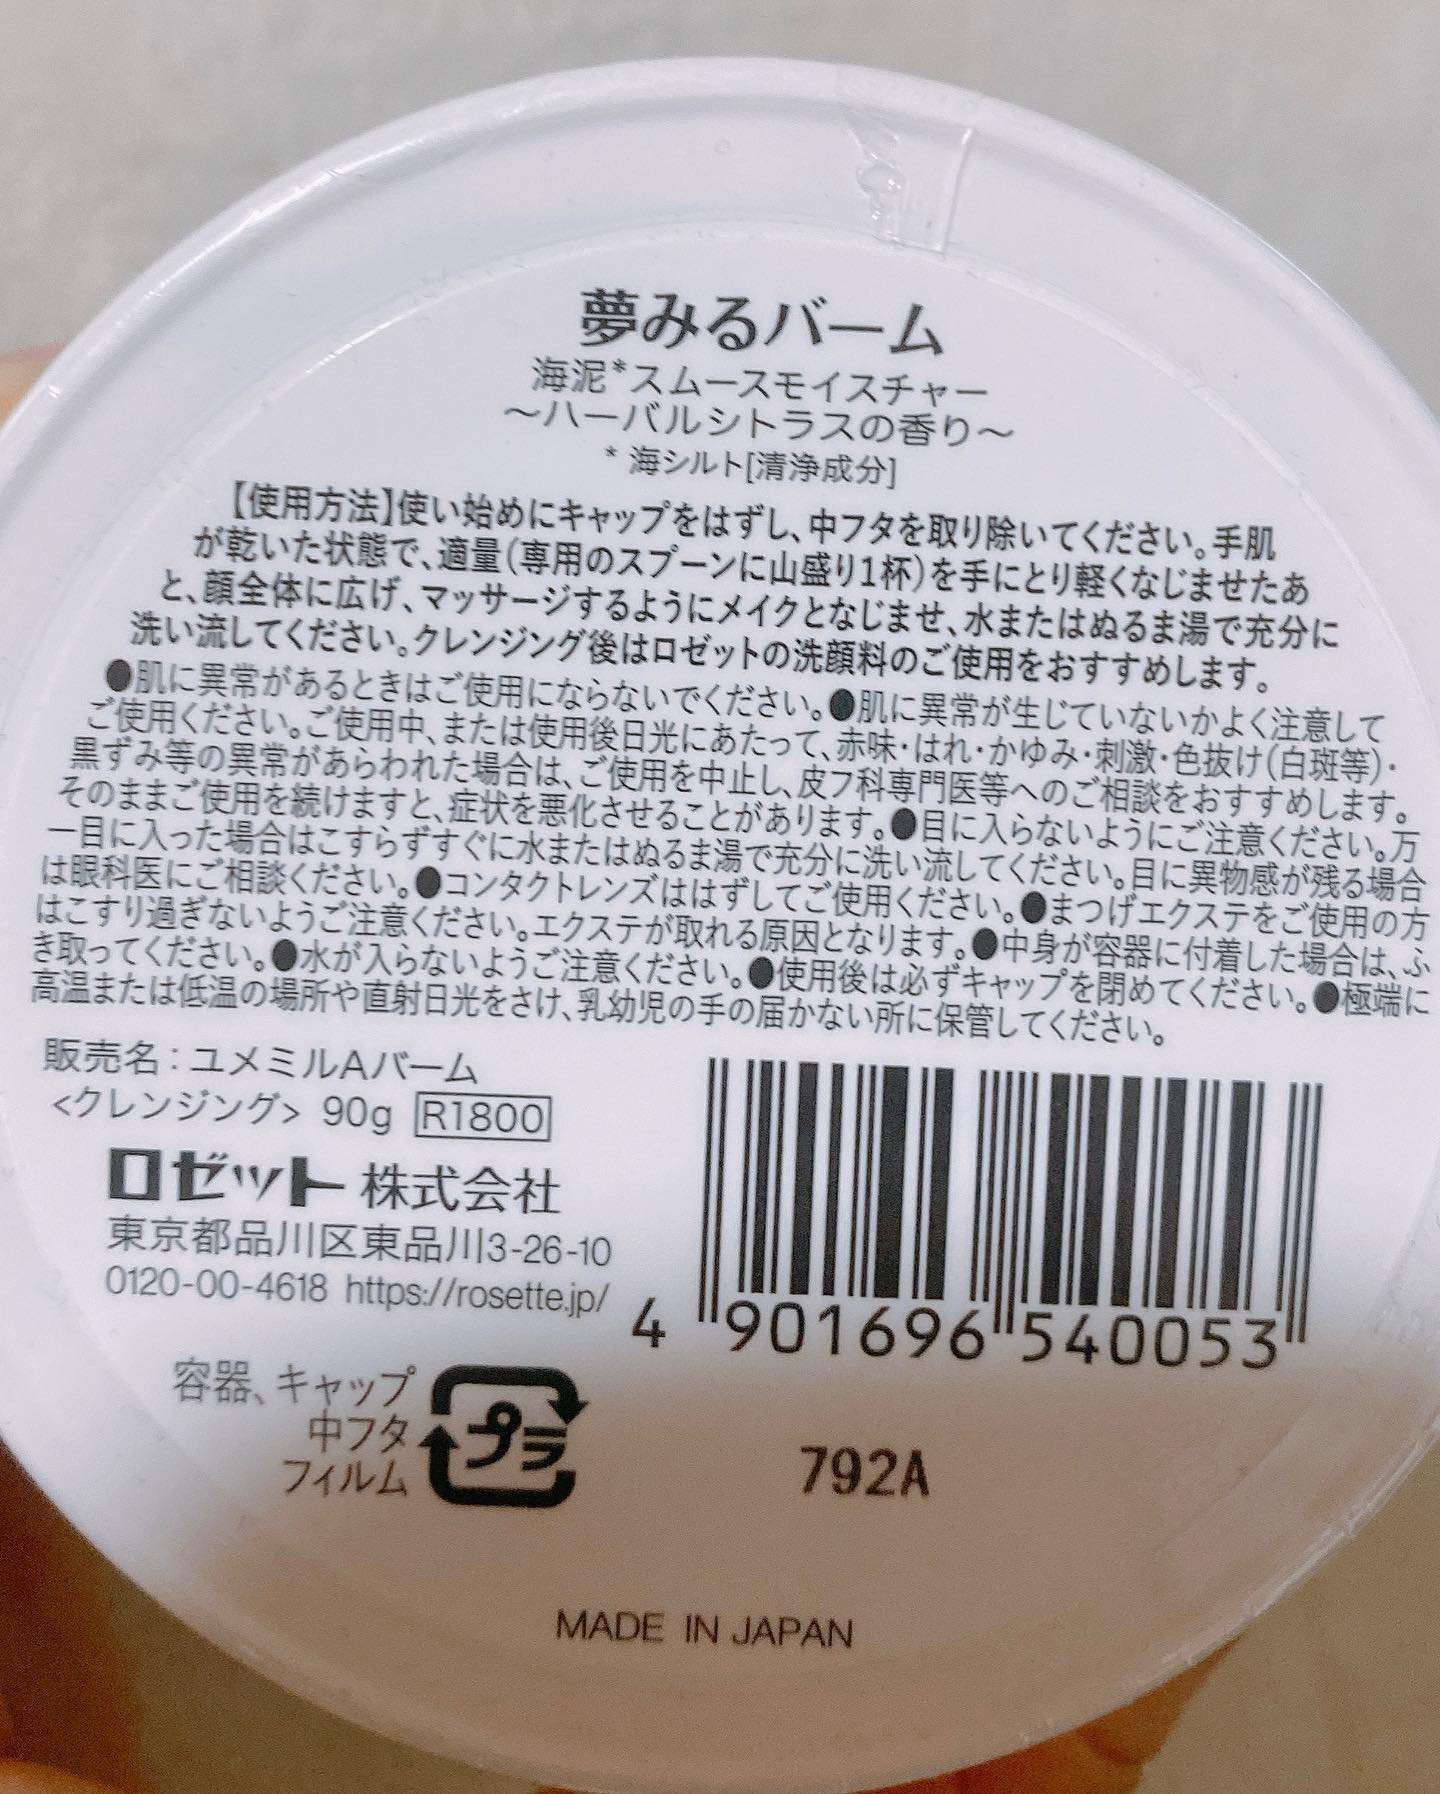 夢みるバーム
海泥*スムースモイスチャー
～ハーバルシトラスの香り～
* 海シルト[清浄成分]
【使用方法】使い始めにキャップをはずし、中フタを取り除いてください。手肌
が乾いた状態で、適量(専用のスプーンに山盛り1杯)を手にとり軽くなじませたあ
と、顔全体に広げ、マッサージするようにメイクとなじませ、水またはぬるま湯で充分に
洗い流してください。クレンジング後はロゼットの洗顔料のご使用をおすすめします。
●肌に異常があるときはご使用にならないでください。●肌に異常が生じていないかよく注意して
ご使用ください。ご使用中、または使用後日光にあたって、赤味・はれ・かゆみ・刺激・色抜け(白斑等)・
黒ずみ等の異常があらわれた場合は、ご使用を中止し、皮フ科専門医等へのご相談をおすすめします。
そのままご使用を続けますと、症状を悪化させることがあります。●目に入らないようにご注意ください。万
一目に入った場合はこすらずすぐに水またはぬるま湯で充分に洗い流してください。目に異物感が残る場合
は眼科医にご相談ください。●コンタクトレンズははずしてご使用ください。●まつげエクステをご使用の方
はこすり過ぎないようご注意ください。エクステが取れる原因となります。●中身が容器に付着した場合は、ふ
き取ってください。●水が入らないようご注意ください。●使用後は必ずキャップを閉めてください。●極端に
高温または低温の場所や直射日光をさけ、乳幼児の手の届かない所に保管してください。
販売名：ユメミルAバーム
<クレンジング> 90g R1800
ロゼット株式会社
東京都品川区東品川3-26-10
0120-00-4618 https://rosette.jp/
4 901696 540053
容器、キャップ
中フタ
フィルム
プラ
792A
MADE IN JAPAN